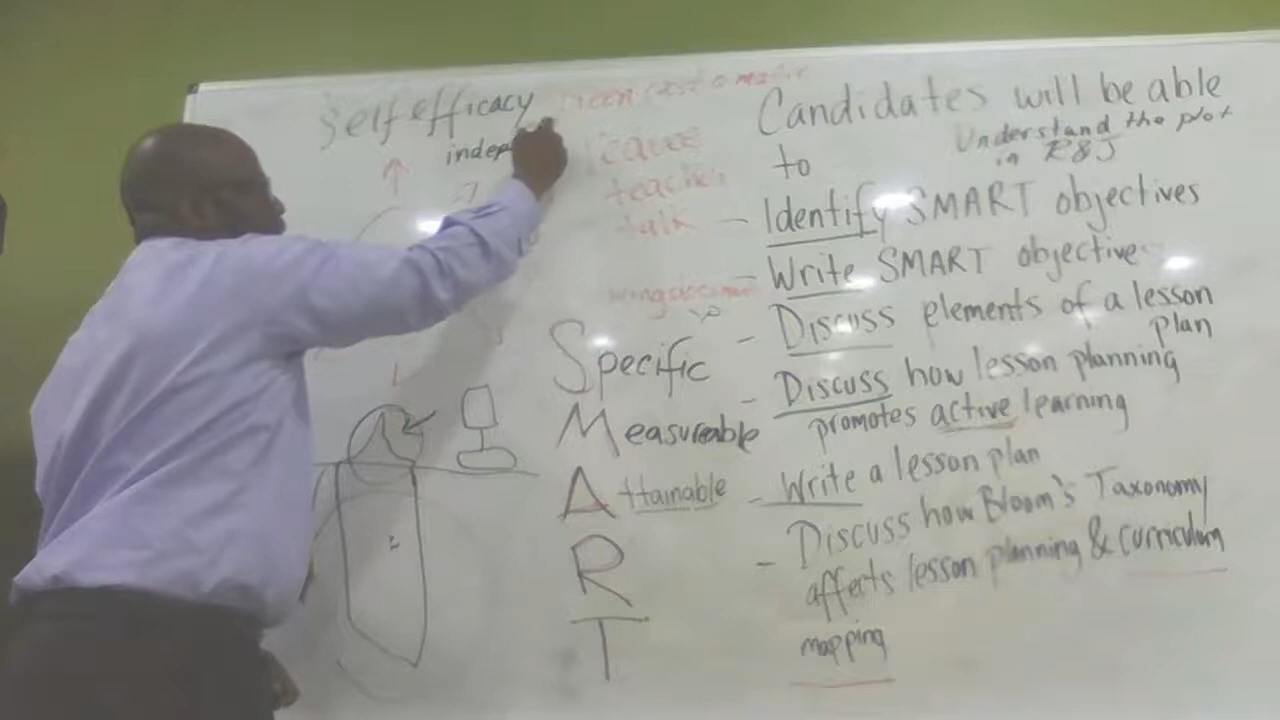 Self efficacy
indep
teacher
talk
Candidates will be able
Understand the plot
in R&J
to
- Identify SMART objectives
- Write SMART objective
- Discuss elements of a lesson
plan
- Discuss how lesson planning
promotes active learning
- Write a lesson plan
- Discuss how Bloom's Taxonomy
affects lesson planning & curriculum
mapping
Specific
Measureable
Attainable
R
T